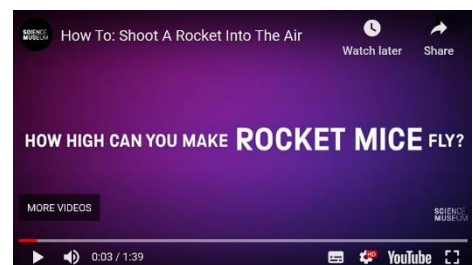 SCIENCE
MUSEUM
How To: Shoot A Rocket Into The Air
Watch later
Share
HOW HIGH CAN YOU MAKE ROCKET MICE FLY?
MORE VIDEOS
SCIENCE
MUSEUM
0:03 / 1:39
HD
YouTube